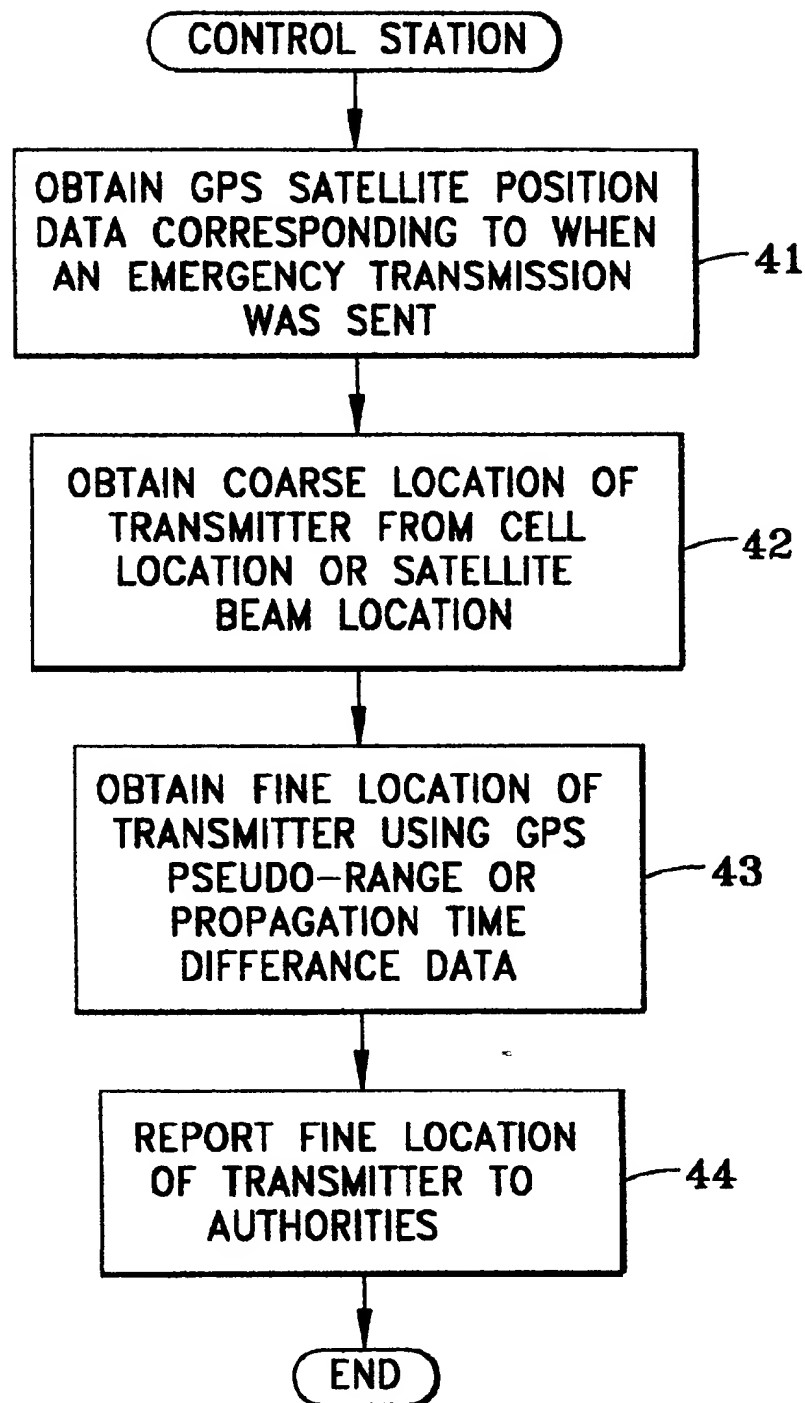 CONTROL STATION
OBTAIN GPS SATELLITE POSITION
DATA CORRESPONDING TO WHEN
AN EMERGENCY TRANSMISSION
WAS SENT
41
OBTAIN COARSE LOCATION OF
TRANSMITTER FROM CELL
LOCATION OR SATELLITE
BEAM LOCATION
42
OBTAIN FINE LOCATION OF
TRANSMITTER USING GPS
PSEUDO-RANGE OR
PROPAGATION TIME
DIFFERANCE DATA
43
REPORT FINE LOCATION
OF TRANSMITTER TO
AUTHORITIES
44
END